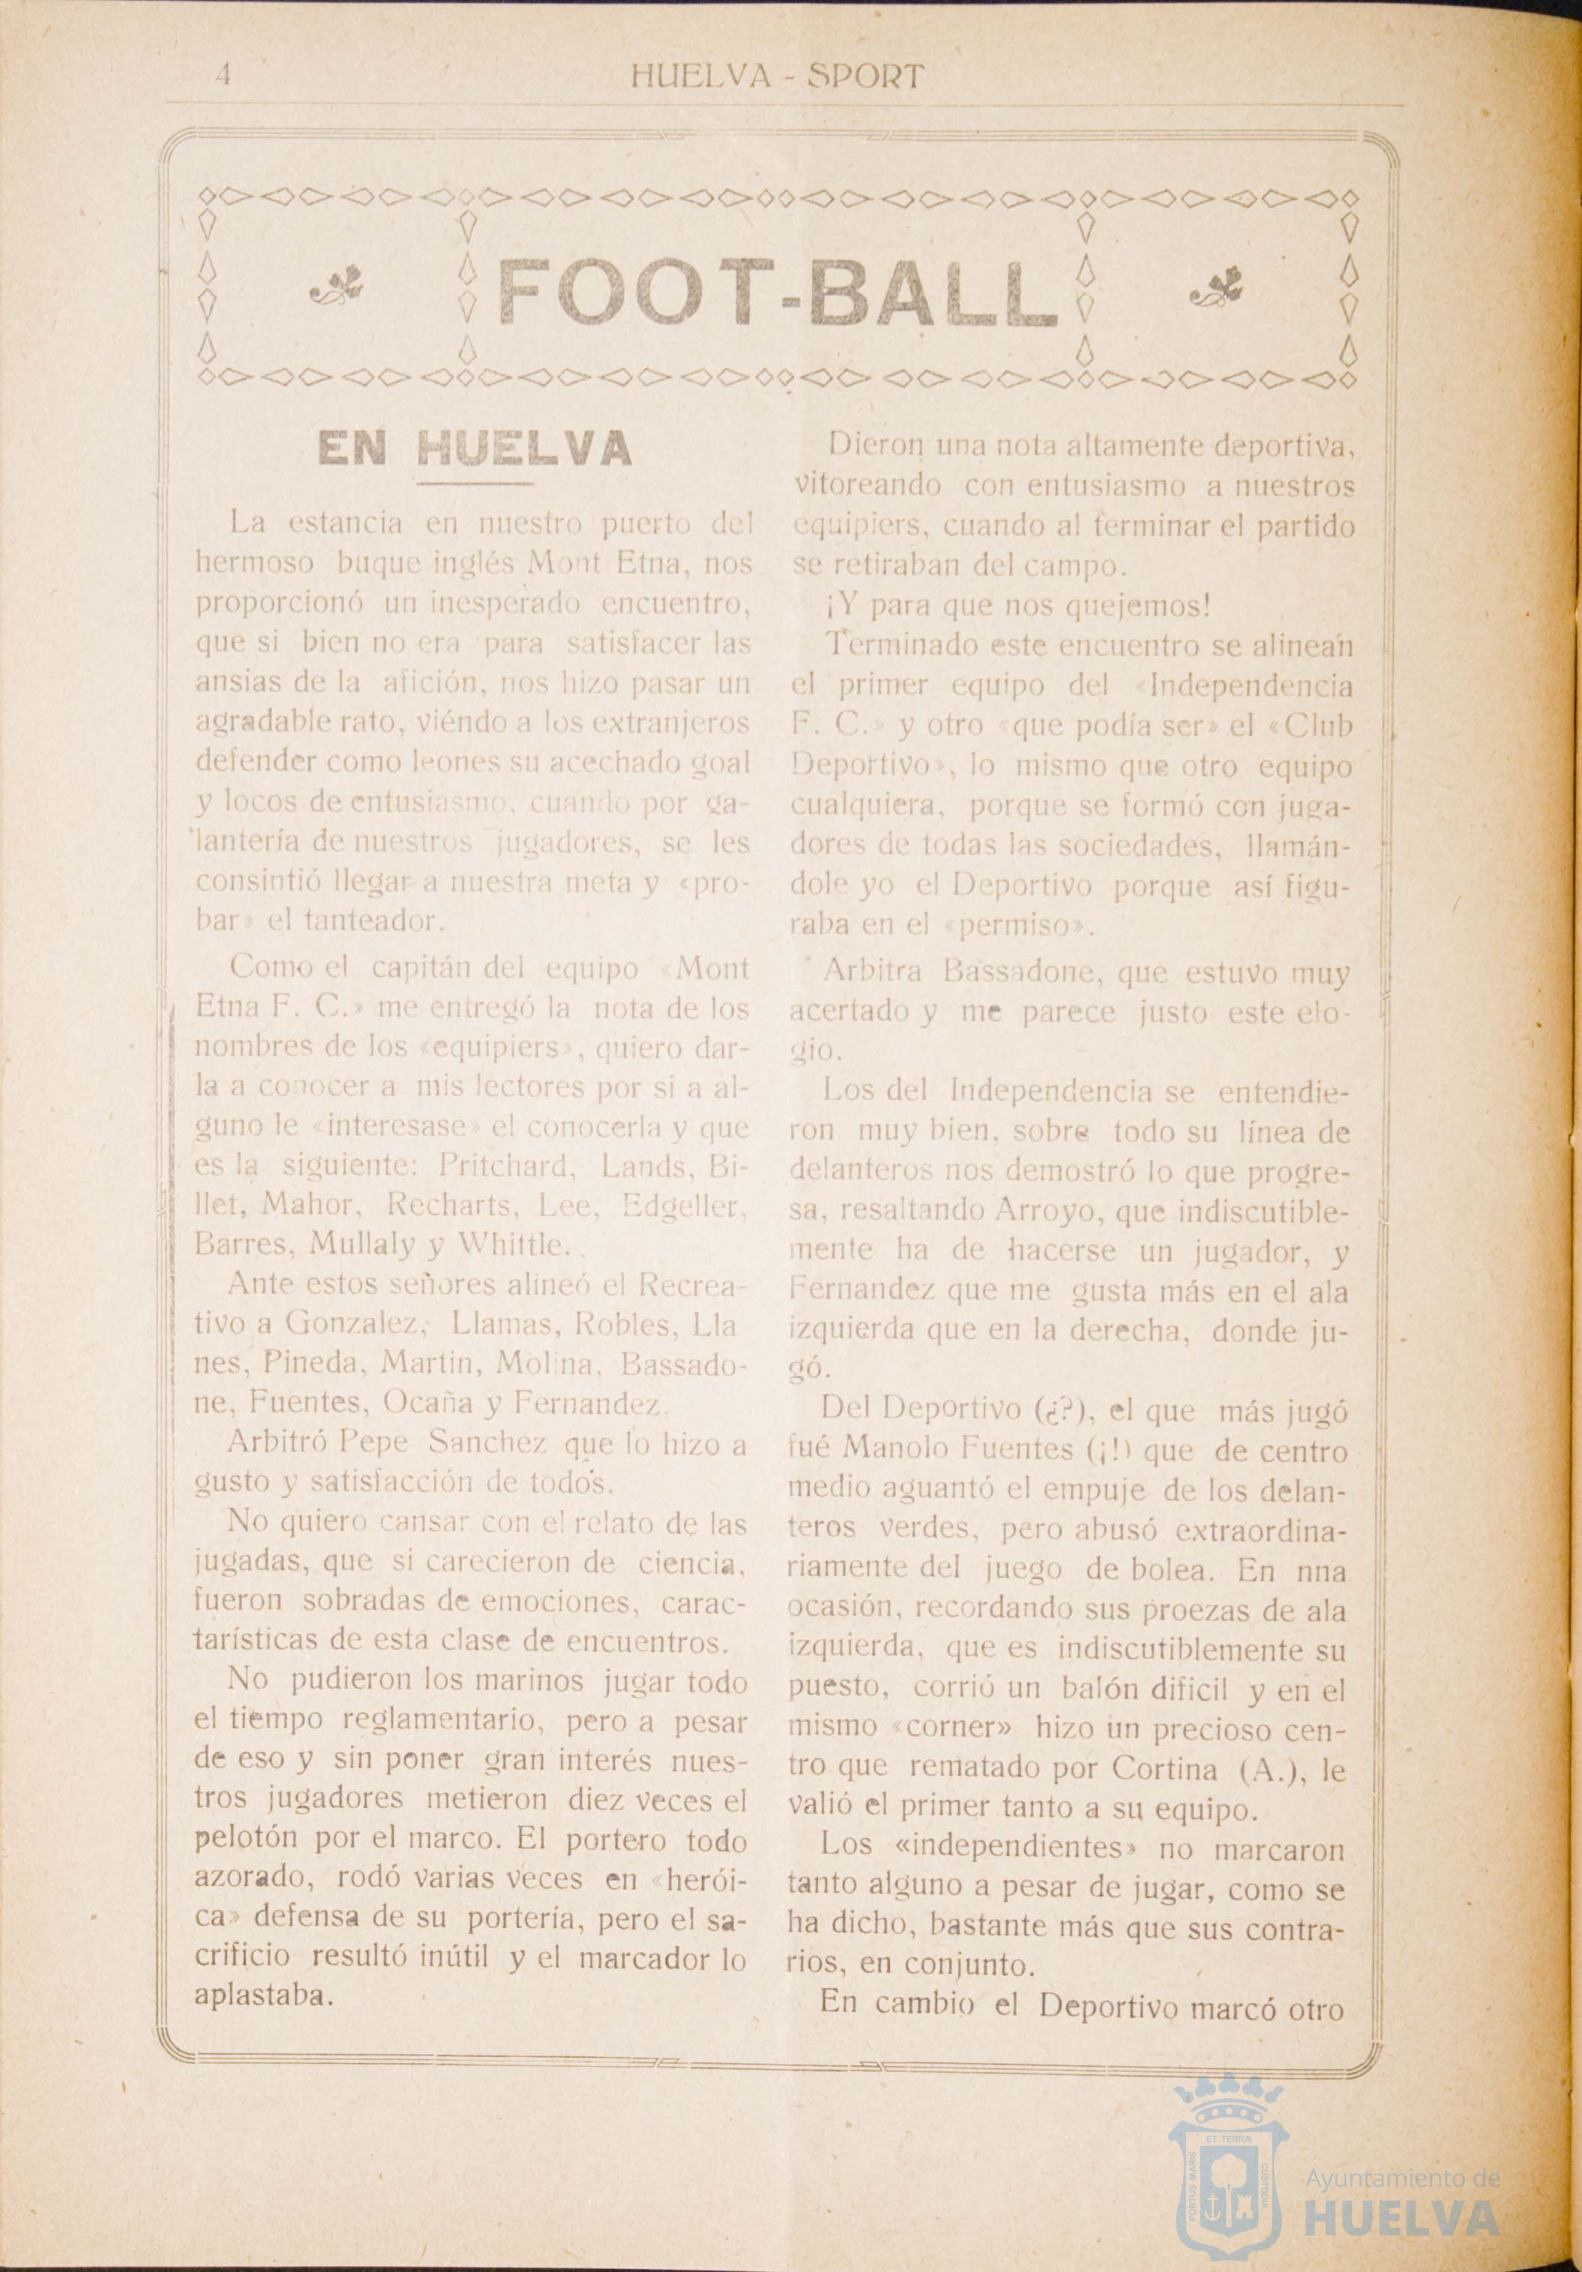 4
HUELVA - SPORT
FOOT-BALL
EN HUELVA
La estancia en nuestro puerto del
hermoso buque inglés Mont Etna, nos
proporcionó un inesperado encuentro,
que si bien no era para satisfacer las
ansias de la afición, nos hizo pasar un
agradable rato, viéndo a los extranjeros
defender como leones su acechado goal
y locos de entusiasmo, cuando por ga-
lantería de nuestros jugadores, se les
consintió llegar a nuestra meta y «pro-
bar» el tanteador.
Como el capitán del equipo «Mont
Etna F. C.» me entregó la nota de los
nombres de los «equipiers», quiero dar-
la a conocer a mis lectores por si a al-
guno le «interesase» el conocerla y que
es la siguiente: Pritchard, Lands, Bi-
llet, Mahor, Recharts, Lee, Edgeller,
Barres, Mullaly y Whittle.
Ante estos señores alineó el Recrea-
tivo a Gonzalez, Llamas, Robles, Lla
nes, Pineda, Martin, Molina, Bassado-
ne, Fuentes, Ocaña y Fernandez.
Arbitró Pepe Sanchez que lo hizo a
gusto y satisfacción de todos.
No quiero cansar con el relato de las
jugadas, que si carecieron de ciencia,
fueron sobradas de emociones, carac-
tarísticas de esta clase de encuentros.
No pudieron los marinos jugar todo
el tiempo reglamentario, pero a pesar
de eso y sin poner gran interés nues-
tros jugadores metieron diez veces el
pelotón por el marco. El portero todo
azorado, rodó varias veces en «herói-
ca» defensa de su portería, pero el sa-
crificio resultó inútil y el marcador lo
aplastaba.
Dieron una nota altamente deportiva,
vitoreando con entusiasmo a nuestros
equipiers, cuando al terminar el partido
se retiraban del campo.
¡Y para que nos quejemos!
Terminado este encuentro se alinean
el primer equipo del «Independencia
F. C.» y otro «que podía ser» el «Club
Deportivo», lo mismo que otro equipo
cualquiera, porque se formó con juga-
dores de todas las sociedades, llamán-
dole yo el Deportivo porque así figu-
raba en el «permiso».
Arbitra Bassadone, que estuvo muy
acertado y me parece justo este elo-
gio.
Los del Independencia se entendie-
ron muy bien, sobre todo su línea de
delanteros nos demostró lo que progre-
sa, resaltando Arroyo, que indiscutible-
mente ha de hacerse un jugador, y
Fernandez que me gusta más en el ala
izquierda que en la derecha, donde ju-
gó.
Del Deportivo (¿?), el que más jugó
fué Manolo Fuentes (¡!) que de centro
medio aguantó el empuje de los delan-
teros verdes, pero abusó extraordina-
riamente del juego de bolea. En nna
ocasión, recordando sus proezas de ala
izquierda, que es indiscutiblemente su
puesto, corrió un balón dificil y en el
mismo «corner» hizo un precioso cen-
tro que rematado por Cortina (A.), le
valió el primer tanto a su equipo.
Los «independientes» no marcaron
tanto alguno a pesar de jugar, como se
ha dicho, bastante más que sus contra-
rios, en conjunto.
En cambio el Deportivo marcó otro
ET TERRÆ
PORTUS MARIS
CUSTODIA
Ayuntamiento de
HUELVA